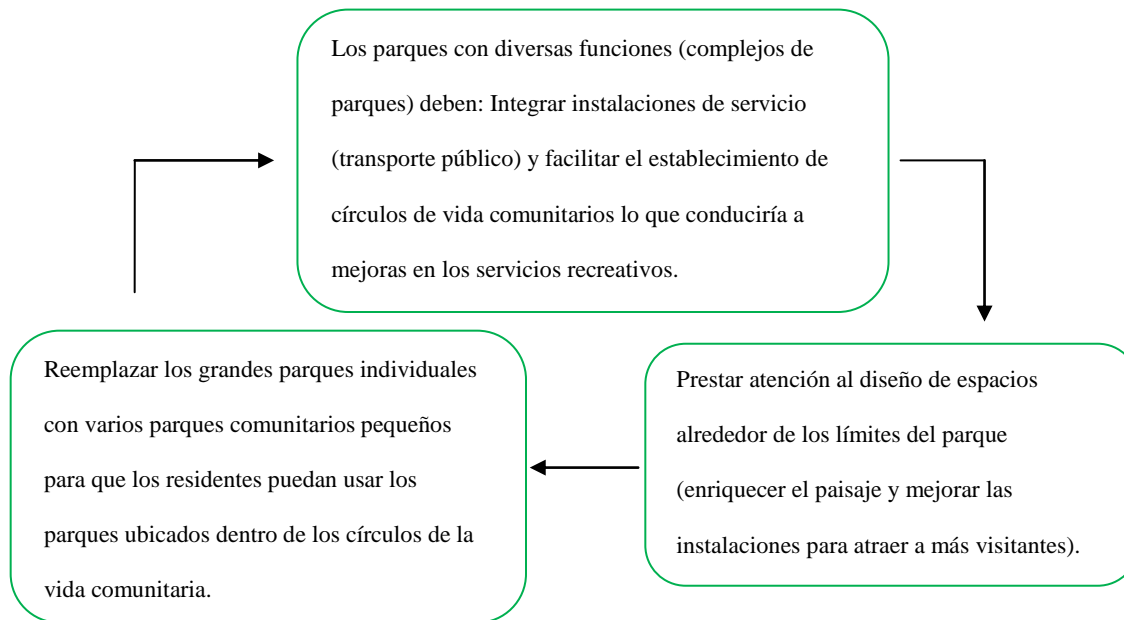 Los parques con diversas funciones (complejos de
parques) deben: Integrar instalaciones de servicio
(transporte público) y facilitar el establecimiento de
círculos de vida comunitarios lo que conduciría a
mejoras en los servicios recreativos.
Reemplazar los grandes parques individuales
con varios parques comunitarios pequeños
para que los residentes puedan usar los
parques ubicados dentro de los círculos de la
vida comunitaria.
Prestar atención al diseño de espacios
alrededor de los límites del parque
(enriquecer el paisaje y mejorar las
instalaciones para atraer a más visitantes).